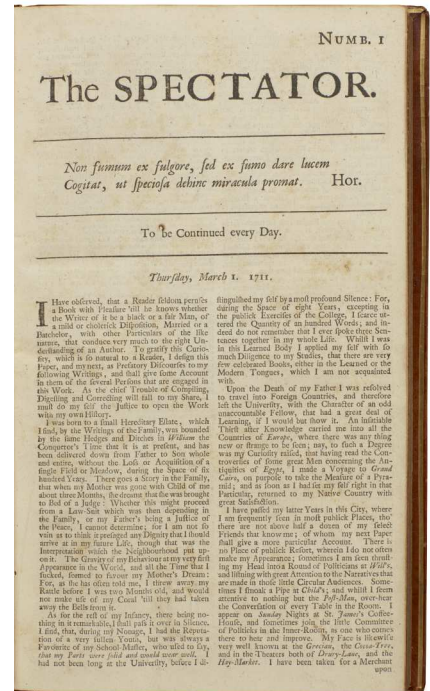 NUMB. 1
The SPECTATOR.
Non fumum ex fulgore, ſed ex fumo dare lucem
Cogitat, ut ſpecioſa dehinc miracula promat. Hor.
To be Continued every Day.
Thurſday, March 1. 1711.
I Have obſerved, that a Reader ſeldom peruſes
a Book with Pleaſure 'till he knows whether
the Writer of it be a black or a fair Man, of
a mild or cholerick Diſpoſition, Married or a
Batchelor, with other Particulars of the like
nature, that conduce very much to the right Un-
derſtanding of an Author. To gratify this Curio-
ſity, which is ſo natural to a Reader, I deſign this
Paper, and my next, as Prefatory Diſcourſes to my
following Writings, and ſhall give ſome Account
in them of the ſeveral Perſons that are engaged in
this Work. As the chief Trouble of Compiling,
Digeſting and Correcting will fall to my Share, I
muſt do my ſelf the Juſtice to open the Work
with my own Hiſtory.
I was born to a ſmall Hereditary Eſtate, which
I find, by the Writings of the Family, was bounded
by the ſame Hedges and Ditches in William the
Conqueror's Time that it is at preſent, and has
been delivered down from Father to Son whole
and entire, without the Loſs or Acquiſition of a
ſingle Field or Meadow, during the Space of ſix
hundred Years. There goes a Story in the Family,
that when my Mother was gone with Child of me
about three Months, ſhe dreamt that ſhe was brought
to Bed of a Judge: Whether this might proceed
from a Law-Suit which was then depending in
the Family, or my Father's being a Juſtice of
the Peace, I cannot determine; for I am not ſo
vain as to think it preſaged any Dignity that I ſhould
arrive at in my future Life, though that was the
Interpretation which the Neighbourhood put up-
on it. The Gravity of my Behaviour at my very firſt
Appearance in the World, and all the Time that I
ſucked, ſeemed to favour my Mother's Dream:
For, as ſhe has often told me, I threw away my
Rattle before I was two Months old, and would
not make uſe of my Coral 'till they had taken
away the Bells from it.
As for the reſt of my Infancy, there being no-
thing in it remarkable, I ſhall paſs it over in Silence.
I find, that, during my Nonage, I had the Reputa-
tion of a very ſullen Youth, but was always a
Favourite of my School-Maſter, who uſed to ſay,
that my Parts were ſolid and would wear well. I
had not been long at the Univerſity, before I di-
ſtinguiſhed my ſelf by a moſt profound Silence: For,
during the Space of eight Years, excepting in
the publick Exerciſes of the College, I ſcarce ut-
tered the Quantity of an hundred Words; and in-
deed do not remember that I ever ſpoke three Sen-
tences together in my whole Life. Whilſt I was
in this Learned Body I applied my ſelf with ſo
much Diligence to my Studies, that there are very
few celebrated Books, either in the Learned or the
Modern Tongues, which I am not acquainted
with.
Upon the Death of my Father I was reſolved
to travel into Foreign Countries, and therefore
left the Univerſity, with the Character of an odd
unaccountable Fellow, that had a great deal of
Learning, if I would but ſhow it. An inſatiable
Thirſt after Knowledge carried me into all the
Countries of Europe, where there was any thing
new or ſtrange to be ſeen; nay, to ſuch a Degree
was my Curioſity raiſed, that having read the Con-
troverſies of ſome great Men concerning the An-
tiquities of Egypt, I made a Voyage to Grand
Cairo, on purpoſe to take the Meaſure of a Pyra-
mid; and as ſoon as I had ſet my ſelf right in that
Particular, returned to my Native Country with
great Satisfaction.
I have paſſed my latter Years in this City, where
I am frequently ſeen in moſt publick Places, tho'
there are not above half a dozen of my ſelect
Friends that know me; of whom my next Paper
ſhall give a more particular Account. There is
no Place of publick Reſort, wherein I do not often
make my Appearance; ſometimes I am ſeen thruſt-
ing my Head into a Round of Politicians at Will's,
and liſtning with great Attention to the Narratives that
are made in thoſe little Circular Audiences. Some-
times I ſmoak a Pipe at Child's; and whilſt I ſeem
attentive to nothing but the Poſt-Man, over-hear
the Converſation of every Table in the Room. I
appear on Sunday Nights at St. James's Coffee-
Houſe, and ſometimes join the little Committee
of Politicks in the Inner-Room, as one who comes
there to hear and improve. My Face is likewiſe
very well known at the Grecian, the Cocoa-Tree,
and in the Theaters both of Drury-Lane, and the
Hay-Market. I have been taken for a Merchant
upon